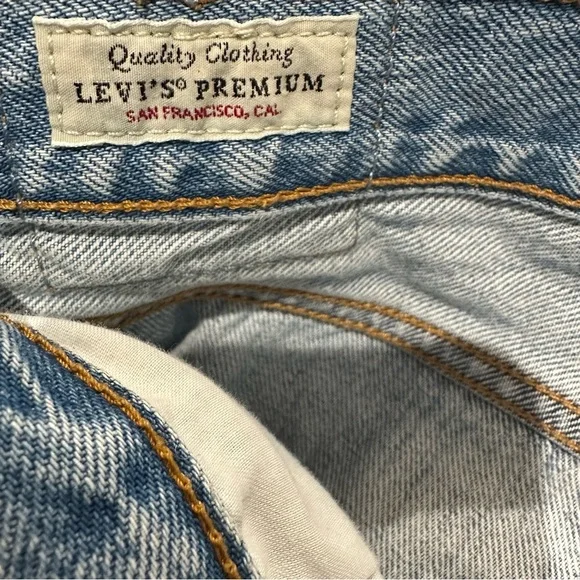 Quality Clothing
LEVI'S® PREMIUM
SAN FRANCISCO, CAL